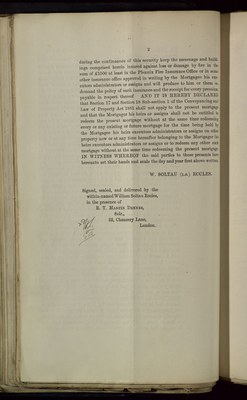 2
during the continuance of this security keep the messuage and build-
ings comprised herein insured against loss or damage by fire in the
sum of £2500 at least in the Phœnix Fire Insurance Office or in some
other insurance office approved in writing by the Mortgagee his exe-
cutors administrators or assigns and will produce to him or them on
demand the policy of such insurance and the receipt for every premium
payable in respect thereof AND IT IS HEREBY DECLARED
that Section 17 and Section 20 Sub-section 1 of the Conveyancing and
Law of Property Act 1881 shall apply to the present mortgage
and that the Mortgagor his heirs or assigns shall not be entitled to
redeem the present mortgage without at the same time redeeming
every or any existing or future mortgage for the time being held by
the Mortgagee his heirs executors administrators or assigns on other
property now or at any time hereafter belonging to the Mortgagor his
heirs executors administrators or assigns or to redeem any other such
mortgage without at the same time redeeming the present mortgage
IN WITNESS WHEREOF the said parties to these presents have
hereunto set their hands and seals the day and year first above written
W. SOLTAU (L.S.) ECCLES.
Signed, sealed, and delivered by the
within-named William Soltau Eccles,
in the presence of
Solr.,
Chancery Lane,
London.